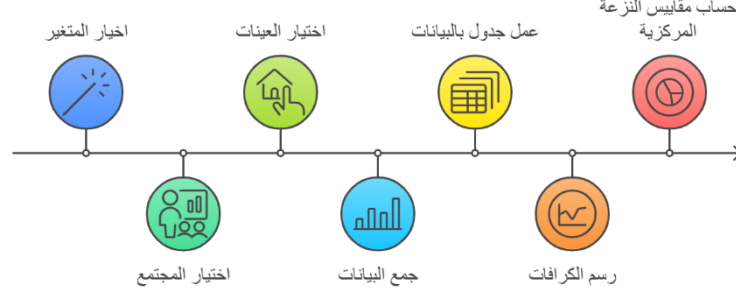 اخيار المتغير
اختيار المجتمع
اختيار العينات
جمع البيانات
عمل جدول بالبيانات
رسم الكرافات
حساب مقاييس النزعة
المركزية